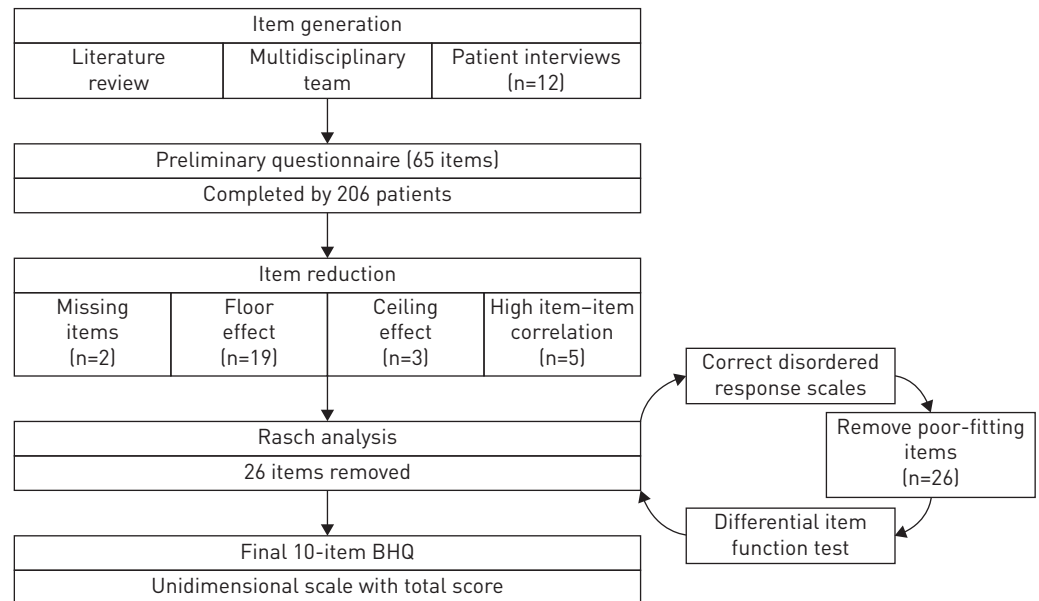 Item generation
Literature
review
Multidisciplinary
team
Patient interviews
(n=12)
Preliminary questionnaire (65 items)
Completed by 206 patients
Item reduction
Missing
items
(n=2)
Floor
effect
(n=19)
Ceiling
effect
(n=3)
High item–item
correlation
(n=5)
Correct disordered
response scales
Rasch analysis
26 items removed
Remove poor-fitting
items
(n=26)
Differential item
function test
Final 10-item BHQ
Unidimensional scale with total score